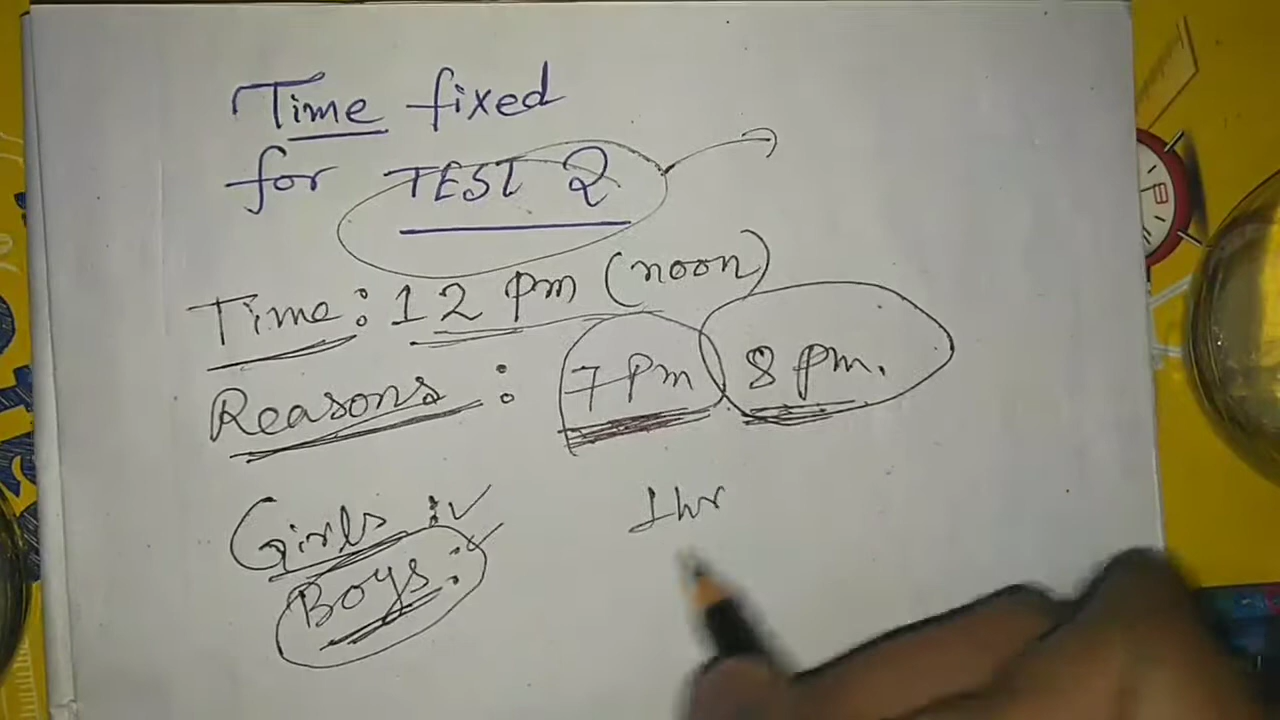 Time fixed
for TEST 2
Time: 12 pm (noon)
Reasons: 7 pm 8 pm.
Girls:
Boys:
1 hr